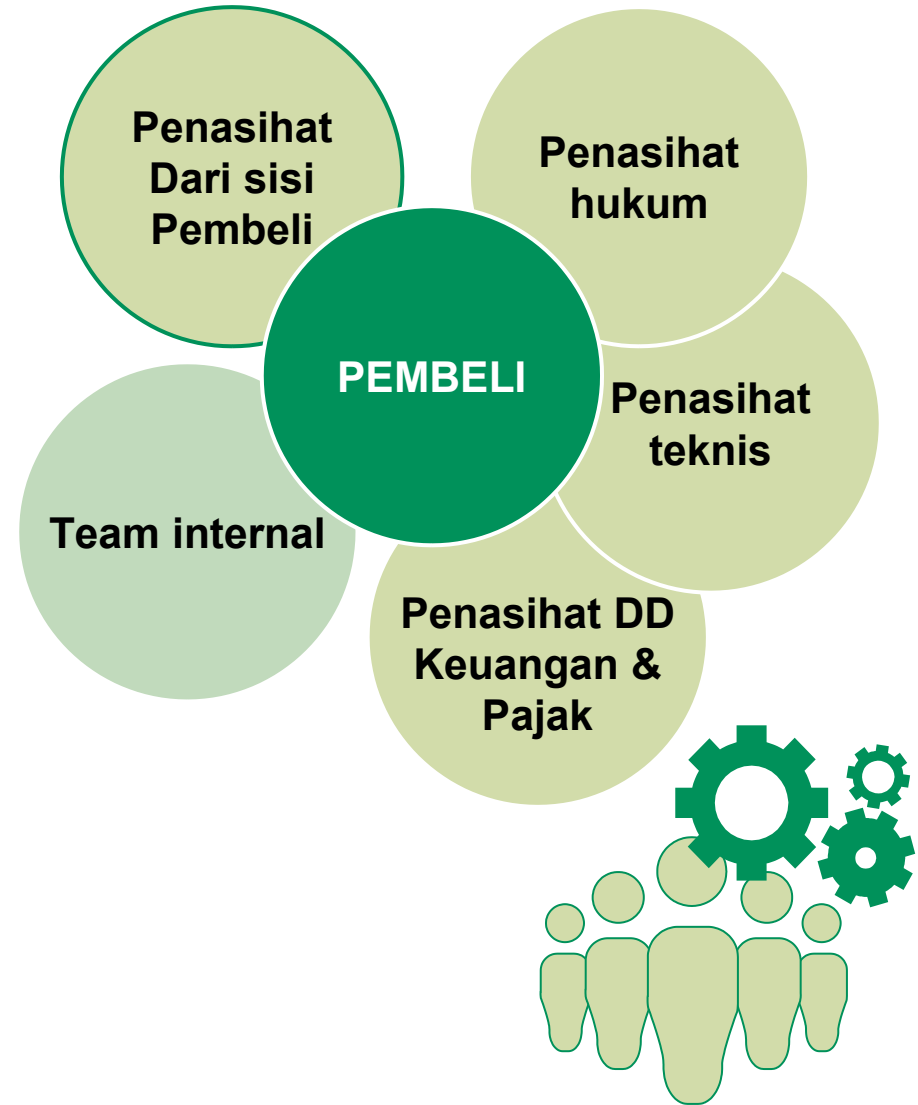 Penasihat
Dari sisi
Pembeli
Penasihat
hukum
PEMBELI
Penasihat
teknis
Team internal
Penasihat DD
Keuangan &
Pajak